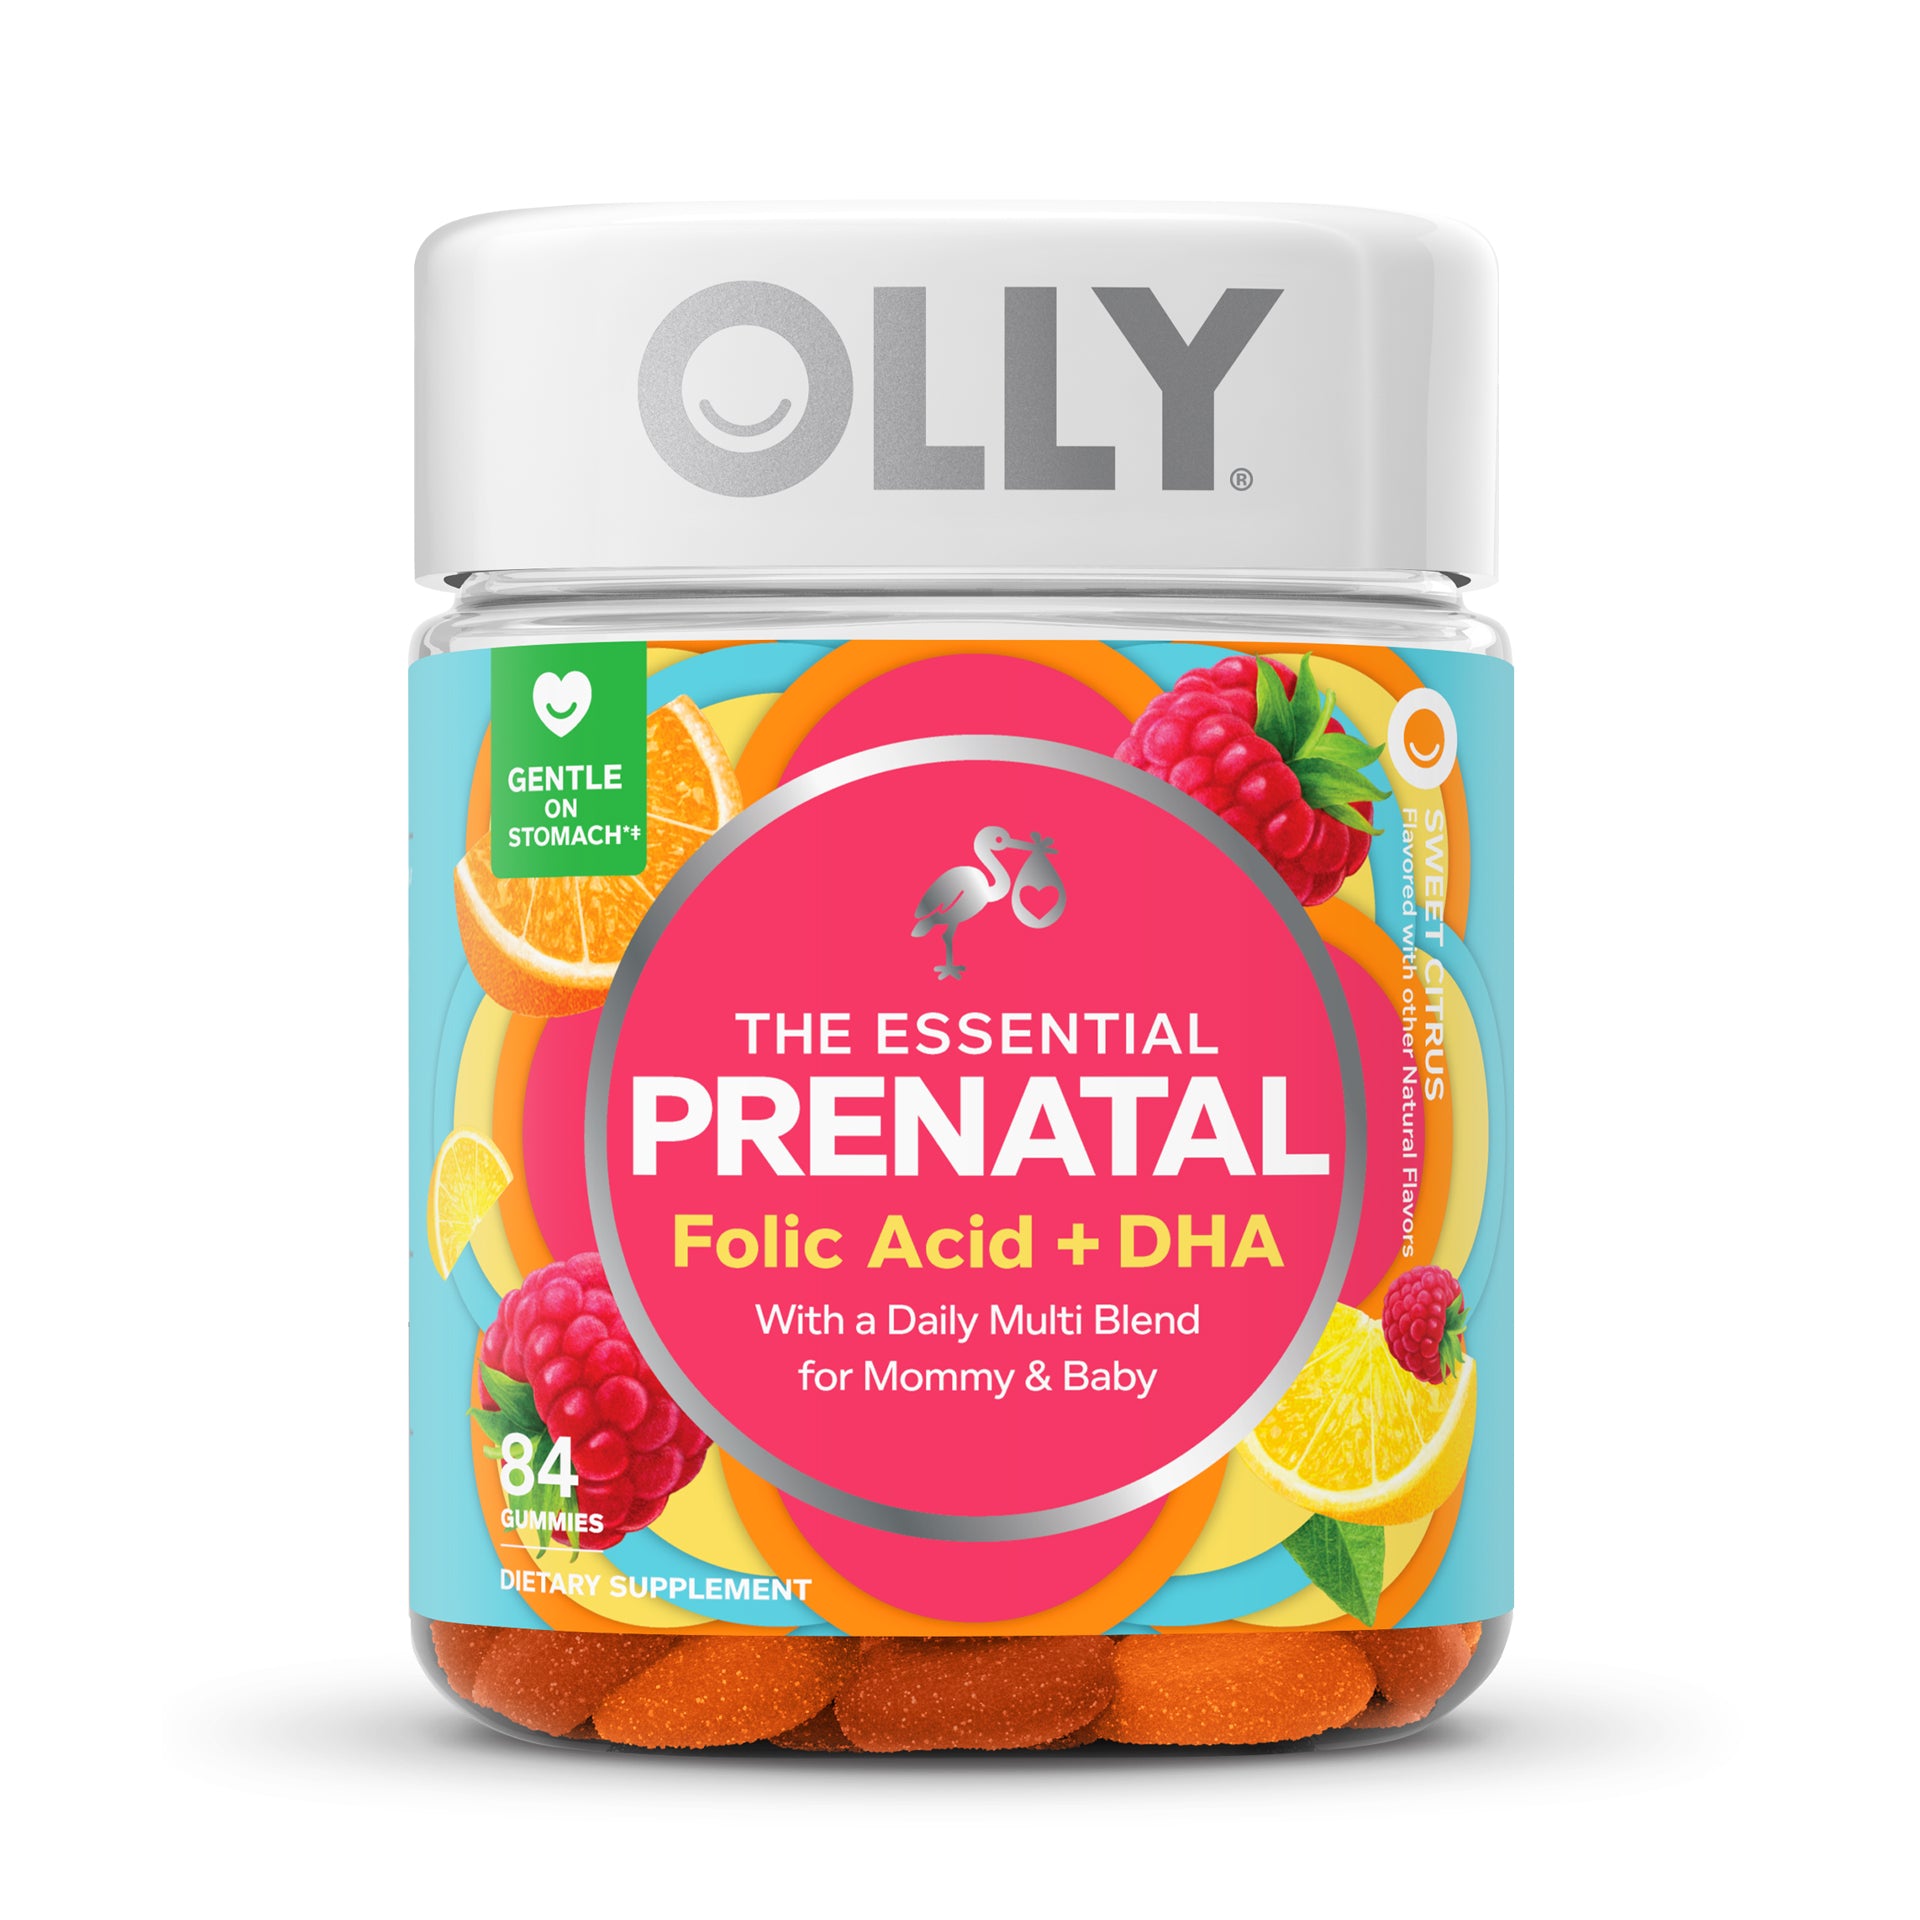 OLLY®
GENTLE
ON
STOMACH*‡
SWEET CITRUS
Flavored with other Natural Flavors
THE ESSENTIAL
PRENATAL
Folic Acid + DHA
With a Daily Multi Blend
for Mommy & Baby
84
GUMMIES
DIETARY SUPPLEMENT